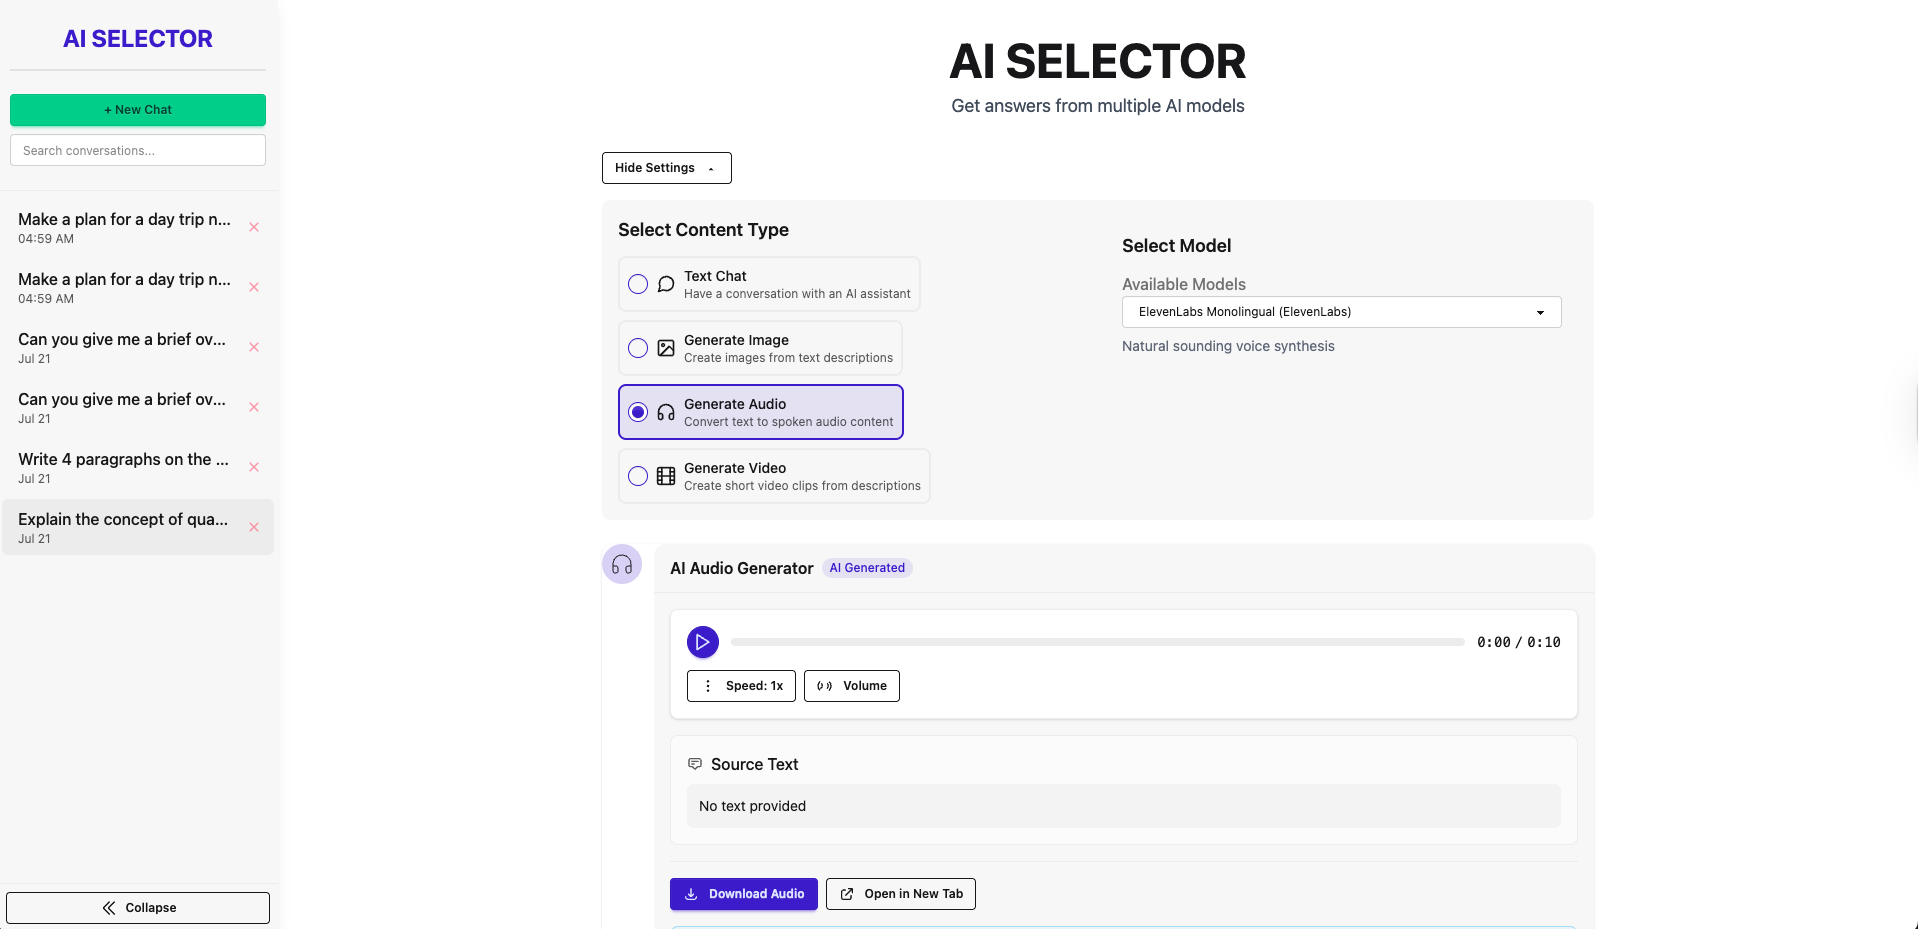 AI SELECTOR
+ New Chat
Search conversations...
Make a plan for a day trip n...
04:59 AM
Make a plan for a day trip n...
04:59 AM
Can you give me a brief ov...
Jul 21
Can you give me a brief ov...
Jul 21
Write 4 paragraphs on the ...
Jul 21
Explain the concept of qua...
Jul 21
Collapse
AI SELECTOR
Get answers from multiple AI models
Hide Settings
Select Content Type
Text Chat
Have a conversation with an AI assistant
Generate Image
Create images from text descriptions
Generate Audio
Convert text to spoken audio content
Generate Video
Create short video clips from descriptions
Select Model
Available Models
ElevenLabs Monolingual (ElevenLabs)
Natural sounding voice synthesis
AI Audio Generator AI Generated
0:00 / 0:10
Speed: 1x Volume
Source Text
No text provided
Download Audio Open in New Tab